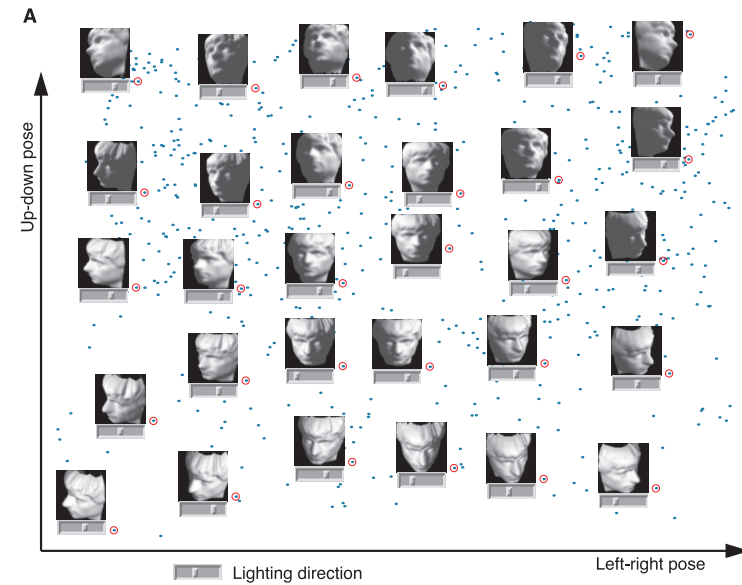 A
Up-down pose
Lighting direction
Left-right pose